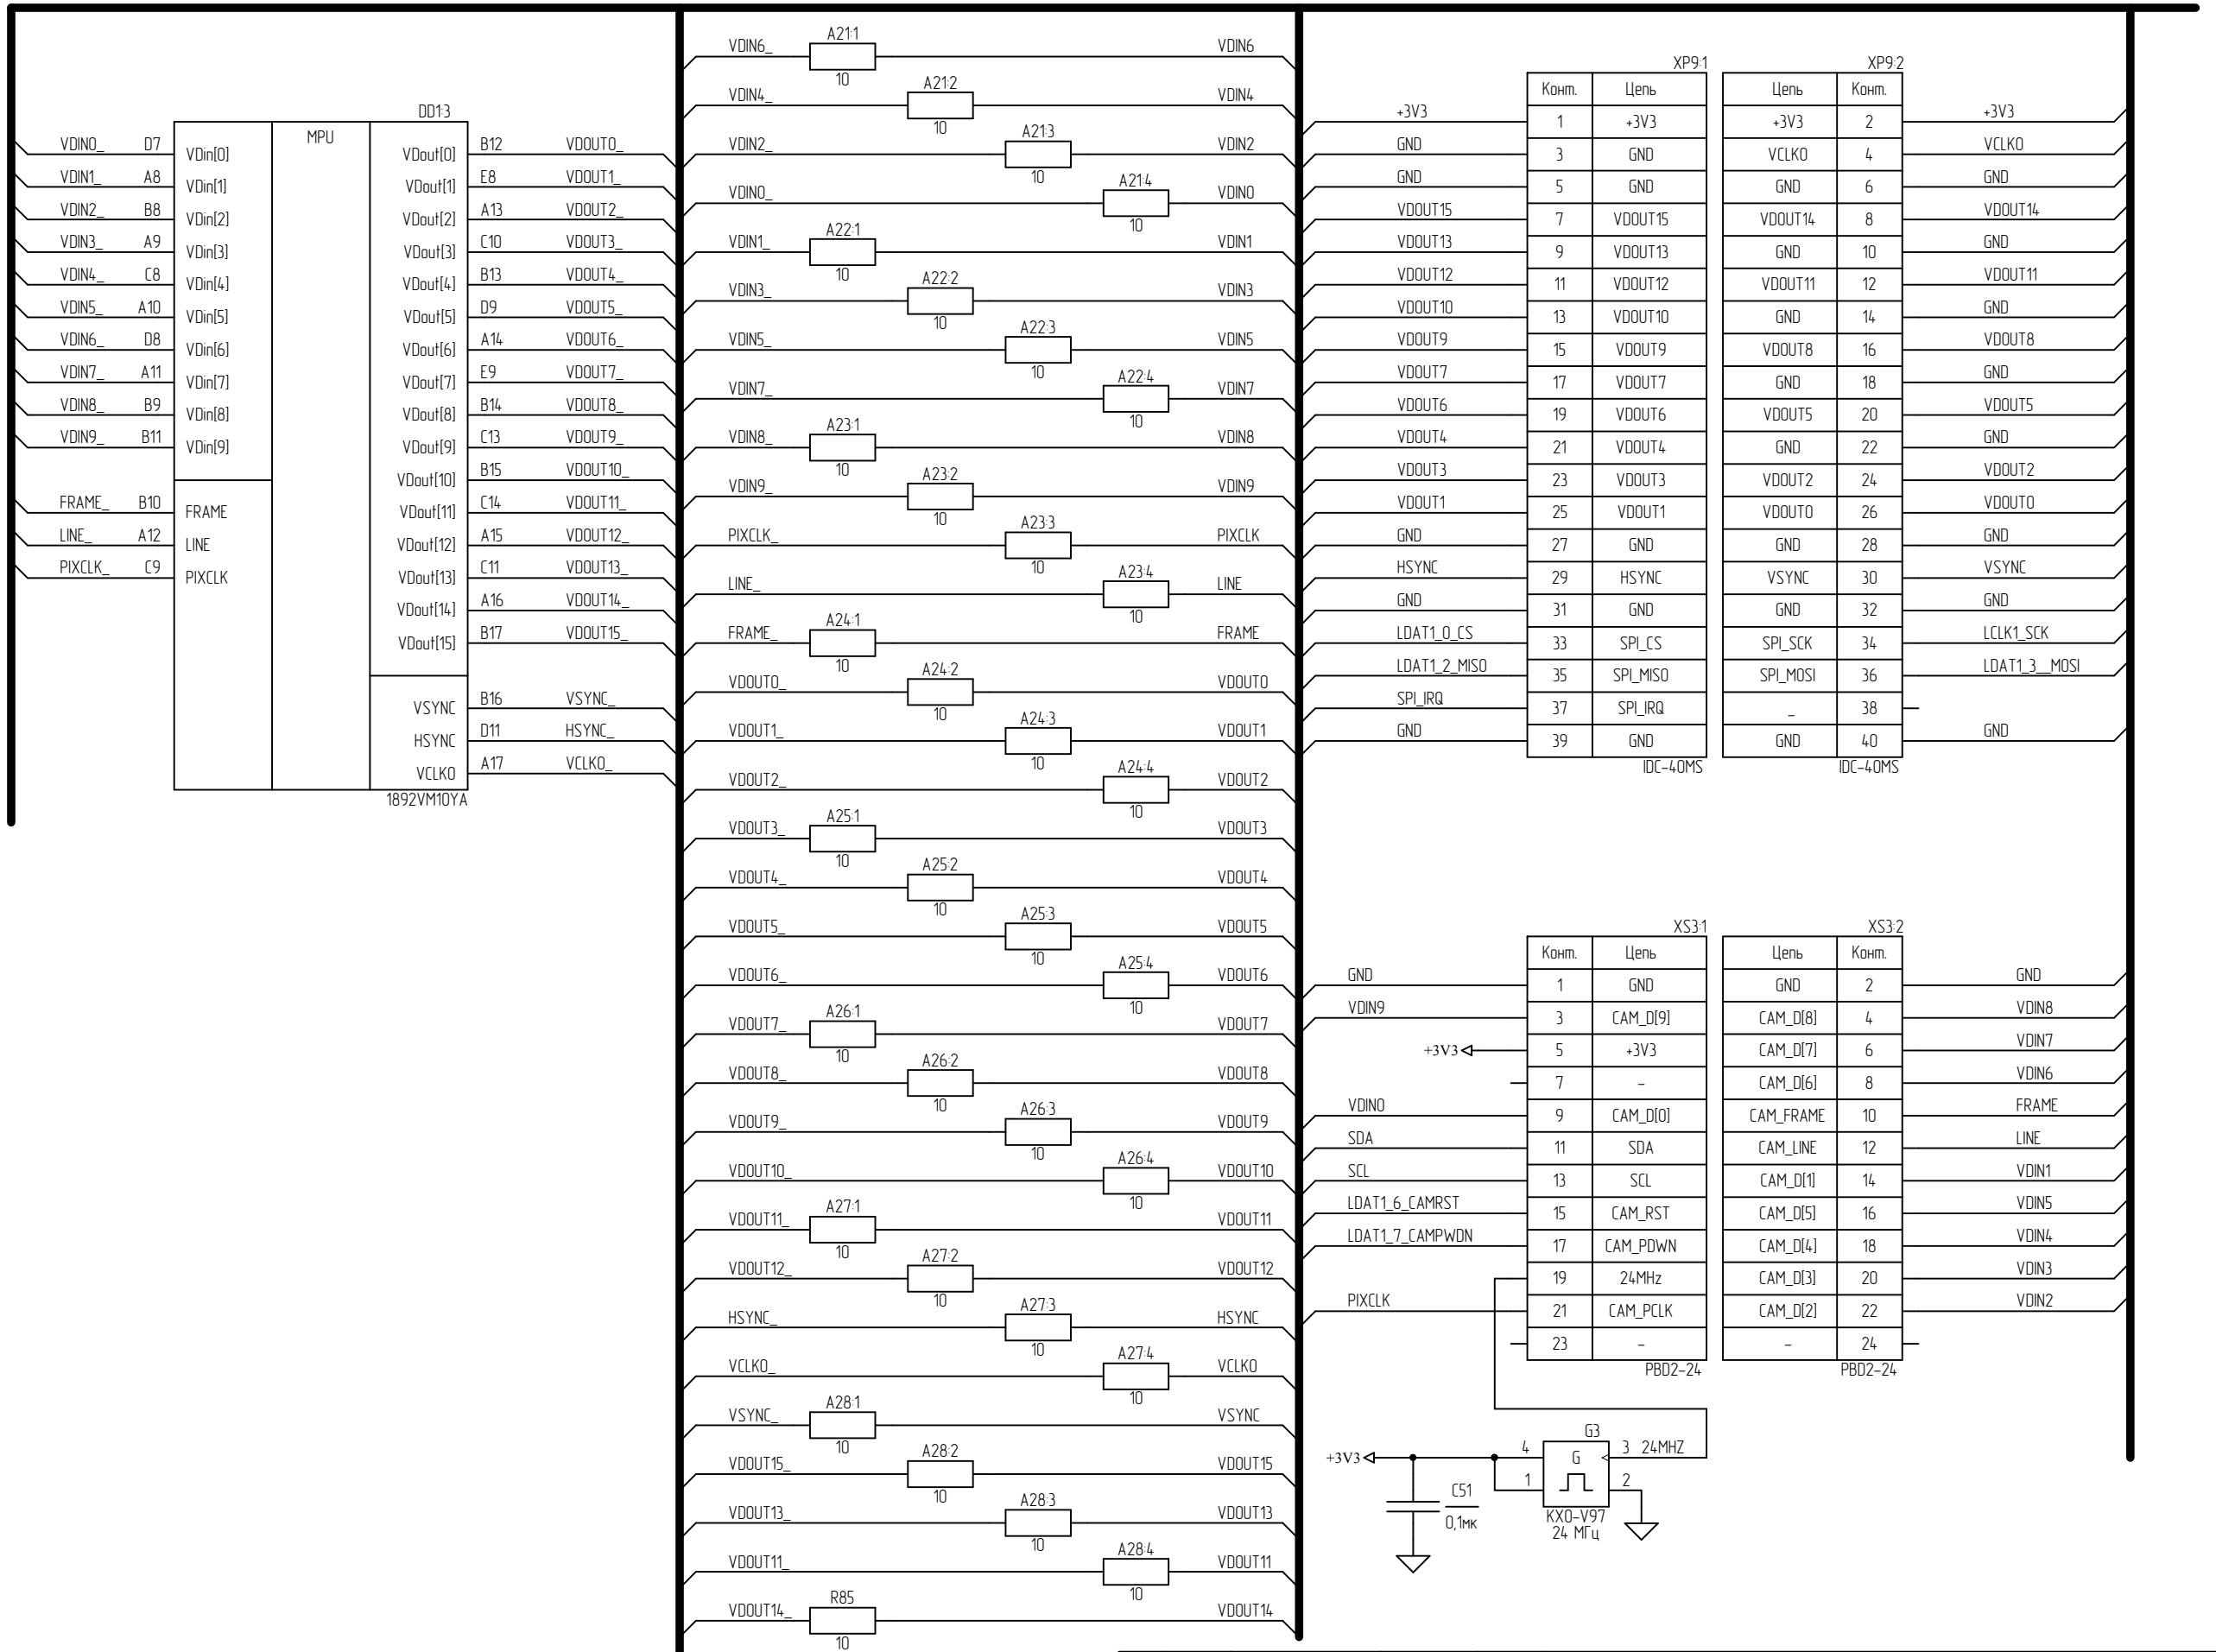 DD1:3
MPU
VDIN0_ D7 VDin[0] VDout[0] B12 VDOUT0_
VDIN1_ A8 VDin[1] VDout[1] E8 VDOUT1_
VDIN2_ B8 VDin[2] VDout[2] A13 VDOUT2_
VDIN3_ A9 VDin[3] VDout[3] C10 VDOUT3_
VDIN4_ C8 VDin[4] VDout[4] B13 VDOUT4_
VDIN5_ A10 VDin[5] VDout[5] D9 VDOUT5_
VDIN6_ D8 VDin[6] VDout[6] A14 VDOUT6_
VDIN7_ A11 VDin[7] VDout[7] E9 VDOUT7_
VDIN8_ B9 VDin[8] VDout[8] B14 VDOUT8_
VDIN9_ B11 VDin[9] VDout[9] C13 VDOUT9_
VDout[10] B15 VDOUT10_
FRAME_ B10 FRAME VDout[11] C14 VDOUT11_
LINE_ A12 LINE VDout[12] A15 VDOUT12_
PIXCLK_ C9 PIXCLK VDout[13] C11 VDOUT13_
VDout[14] A16 VDOUT14_
VDout[15] B17 VDOUT15_
VSYNC B16 VSYNC_
HSYNC D11 HSYNC_
VCLKO A17 VCLKO_
1892VM10YA
VDIN6_ A21:1 10 VDIN6
VDIN4_ A21:2 10 VDIN4
VDIN2_ A21:3 10 VDIN2
VDIN0_ A21:4 10 VDIN0
VDIN1_ A22:1 10 VDIN1
VDIN3_ A22:2 10 VDIN3
VDIN5_ A22:3 10 VDIN5
VDIN7_ A22:4 10 VDIN7
VDIN8_ A23:1 10 VDIN8
VDIN9_ A23:2 10 VDIN9
PIXCLK_ A23:3 10 PIXCLK
LINE_ A23:4 10 LINE
FRAME_ A24:1 10 FRAME
VDOUT0_ A24:2 10 VDOUT0
VDOUT1_ A24:3 10 VDOUT1
VDOUT2_ A24:4 10 VDOUT2
VDOUT3_ A25:1 10 VDOUT3
VDOUT4_ A25:2 10 VDOUT4
VDOUT5_ A25:3 10 VDOUT5
VDOUT6_ A25:4 10 VDOUT6
VDOUT7_ A26:1 10 VDOUT7
VDOUT8_ A26:2 10 VDOUT8
VDOUT9_ A26:3 10 VDOUT9
VDOUT10_ A26:4 10 VDOUT10
VDOUT11_ A27:1 10 VDOUT11
VDOUT12_ A27:2 10 VDOUT12
HSYNC_ A27:3 10 HSYNC
VCLKO_ A27:4 10 VCLKO
VSYNC_ A28:1 10 VSYNC
VDOUT15_ A28:2 10 VDOUT15
VDOUT13_ A28:3 10 VDOUT13
VDOUT11_ A28:4 10 VDOUT11
VDOUT14_ R85 10 VDOUT14
XP9:1 XP9:2
Конт. Цепь Цепь Конт.
+3V3 1 +3V3 +3V3 2 +3V3
GND 3 GND VCLKO 4 VCLKO
GND 5 GND GND 6 GND
VDOUT15 7 VDOUT15 VDOUT14 8 VDOUT14
VDOUT13 9 VDOUT13 GND 10 GND
VDOUT12 11 VDOUT12 VDOUT11 12 VDOUT11
VDOUT10 13 VDOUT10 GND 14 GND
VDOUT9 15 VDOUT9 VDOUT8 16 VDOUT8
VDOUT7 17 VDOUT7 GND 18 GND
VDOUT6 19 VDOUT6 VDOUT5 20 VDOUT5
VDOUT4 21 VDOUT4 GND 22 GND
VDOUT3 23 VDOUT3 VDOUT2 24 VDOUT2
VDOUT1 25 VDOUT1 VDOUT0 26 VDOUT0
GND 27 GND GND 28 GND
HSYNC 29 HSYNC VSYNC 30 VSYNC
GND 31 GND GND 32 GND
LDAT1_0_CS 33 SPI_CS SPI_SCK 34 LCLK1_SCK
LDAT1_2_MISO 35 SPI_MISO SPI_MOSI 36 LDAT1_3__MOSI
SPI_IRQ 37 SPI_IRQ _ 38
GND 39 GND GND 40 GND
IDC-40MS IDC-40MS
XS3:1 XS3:2
Конт. Цепь Цепь Конт.
GND 1 GND GND 2 GND
VDIN9 3 CAM_D[9] CAM_D[8] 4 VDIN8
+3V3 5 +3V3 CAM_D[7] 6 VDIN7
7 - CAM_D[6] 8 VDIN6
VDIN0 9 CAM_D[0] CAM_FRAME 10 FRAME
SDA 11 SDA CAM_LINE 12 LINE
SCL 13 SCL CAM_D[1] 14 VDIN1
LDAT1_6_CAMRST 15 CAM_RST CAM_D[5] 16 VDIN5
LDAT1_7_CAMPWDN 17 CAM_PDWN CAM_D[4] 18 VDIN4
19 24MHz CAM_D[3] 20 VDIN3
PIXCLK 21 CAM_PCLK CAM_D[2] 22 VDIN2
23 - - 24
PBD2-24 PBD2-24
G3
+3V3 4 G 3 24MHZ
1 2
C51
0,1мк
KXO-V97
24 МГц